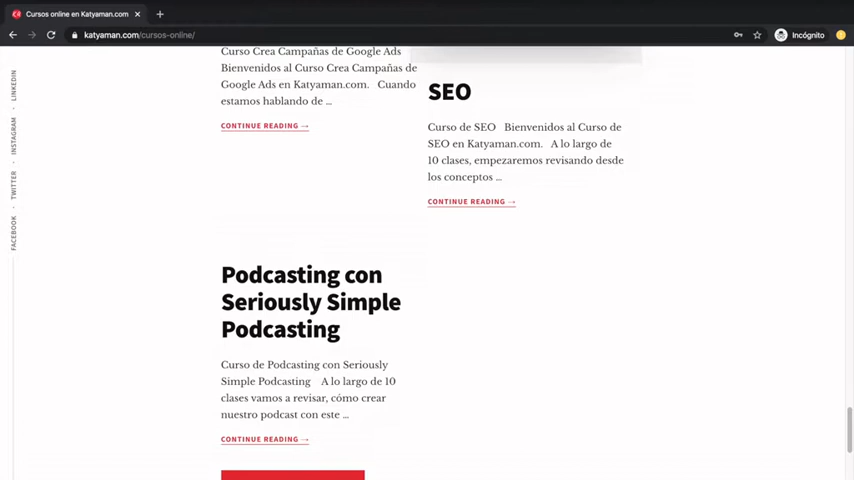 Cursos online en Katyaman.com
katyaman.com/cursos-online/
Incógnito
LINKEDIN
INSTAGRAM
TWITTER
FACEBOOK
Curso Crea Campañas de Google Ads
Bienvenidos al Curso Crea Campañas de
Google Ads en Katyaman.com. Cuando
estamos hablando de ...
CONTINUE READING →
SEO
Curso de SEO Bienvenidos al Curso de
SEO en Katyaman.com. A lo largo de
10 clases, empezaremos revisando desde
los conceptos ...
CONTINUE READING →
Podcasting con
Seriously Simple
Podcasting
Curso de Podcasting con Seriously
Simple Podcasting A lo largo de 10
clases vamos a revisar, cómo crear
nuestro podcast con este ...
CONTINUE READING →